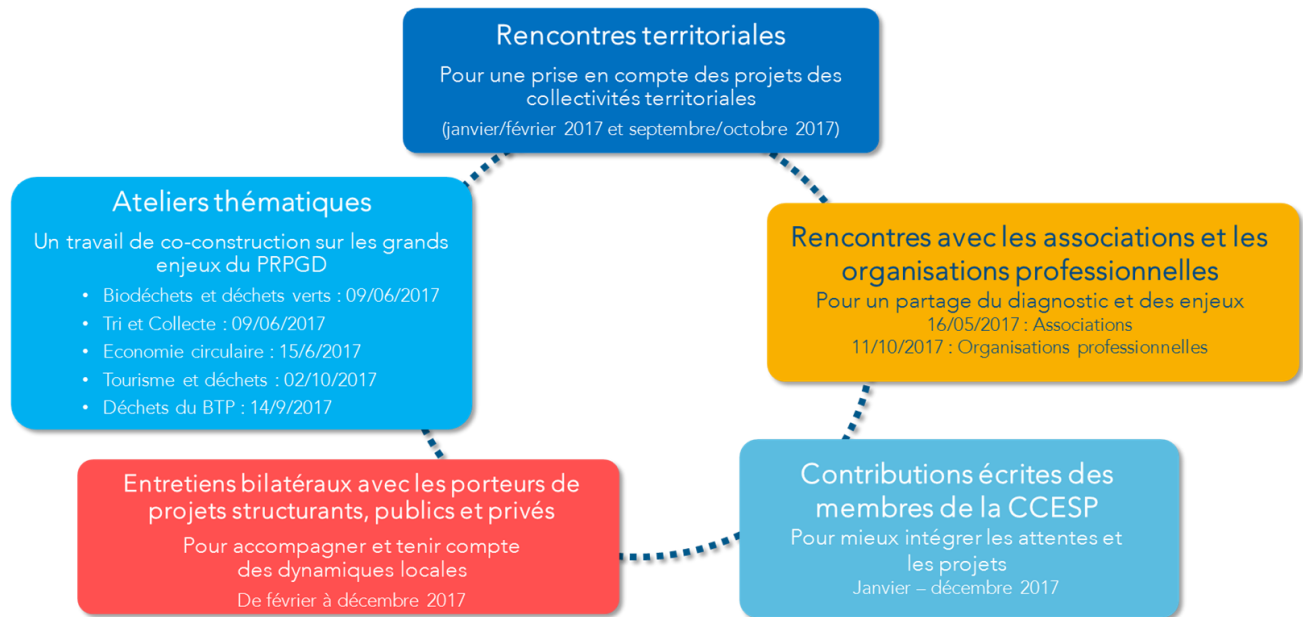 Rencontres territoriales
Pour une prise en compte des projets des
collectivités territoriales
(janvier/février 2017 et septembre/octobre 2017)
Ateliers thématiques
Un travail de co-construction sur les grands
enjeux du PRPGD
• Biodéchets et déchets verts : 09/06/2017
• Tri et Collecte : 09/06/2017
• Economie circulaire : 15/6/2017
• Tourisme et déchets : 02/10/2017
• Déchets du BTP : 14/9/2017
Rencontres avec les associations et les
organisations professionnelles
Pour un partage du diagnostic et des enjeux
16/05/2017 : Associations
11/10/2017 : Organisations professionnelles
Entretiens bilatéraux avec les porteurs de
projets structurants, publics et privés
Pour accompagner et tenir compte
des dynamiques locales
De février à décembre 2017
Contributions écrites des
membres de la CCESP
Pour mieux intégrer les attentes et
les projets
Janvier – décembre 2017